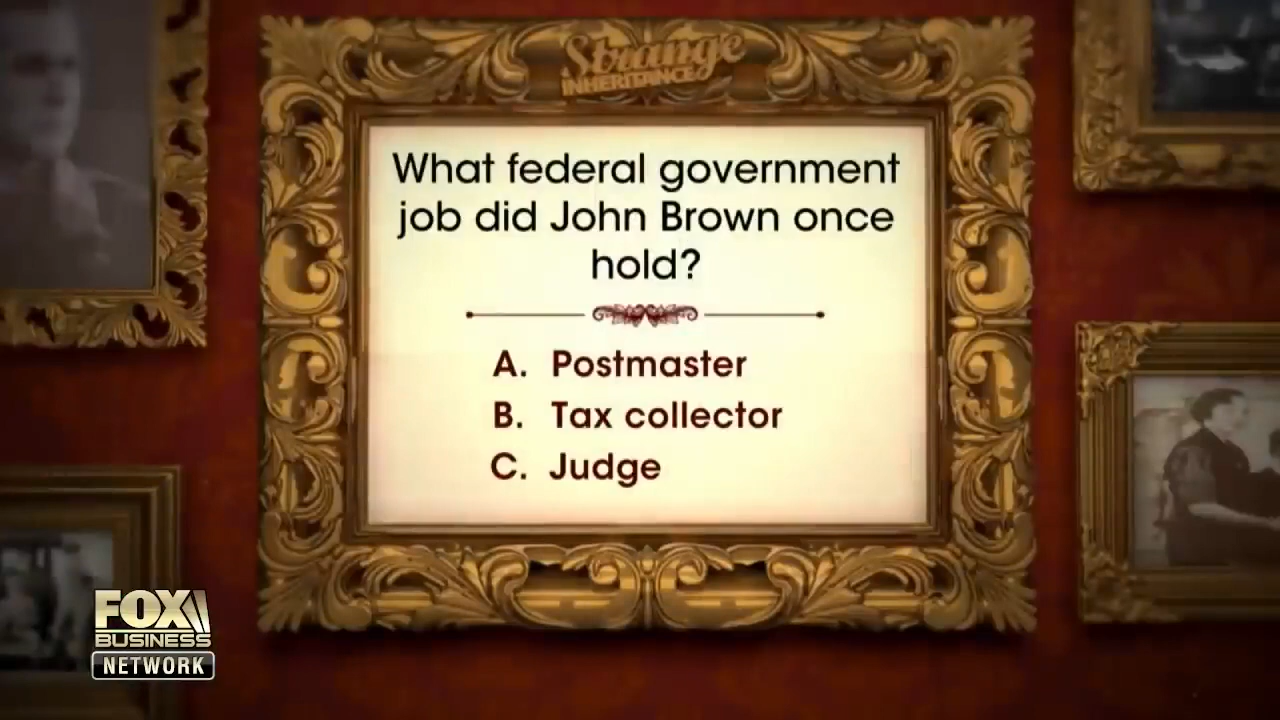 Strange
INHERITANCE
What federal government
job did John Brown once
hold?
A. Postmaster
B. Tax collector
C. Judge
FOX
BUSINESS
NETWORK